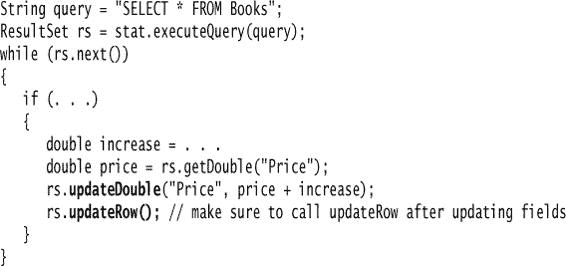 String query = "SELECT * FROM Books";
ResultSet rs = stat.executeQuery(query);
while (rs.next())
{
   if (. . .)
   {
      double increase = . . .
      double price = rs.getDouble("Price");
      rs.updateDouble("Price", price + increase);
      rs.updateRow(); // make sure to call updateRow after updating fields
   }
}